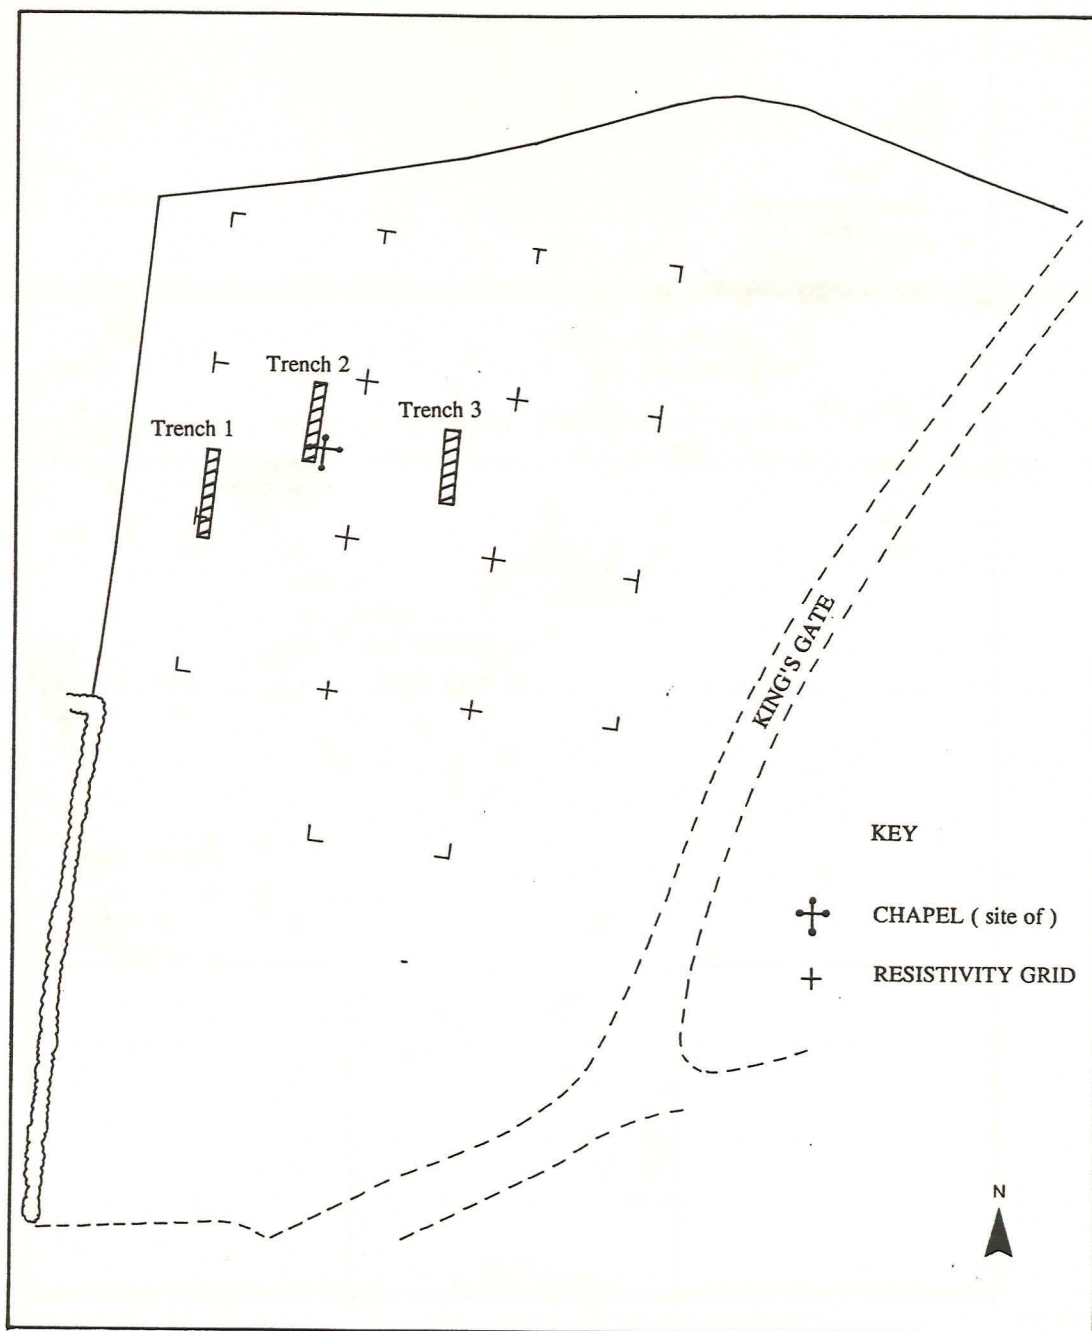 Trench 2
Trench 3
Trench 1
KING'S GATE
KEY
CHAPEL ( site of )
RESISTIVITY GRID
N